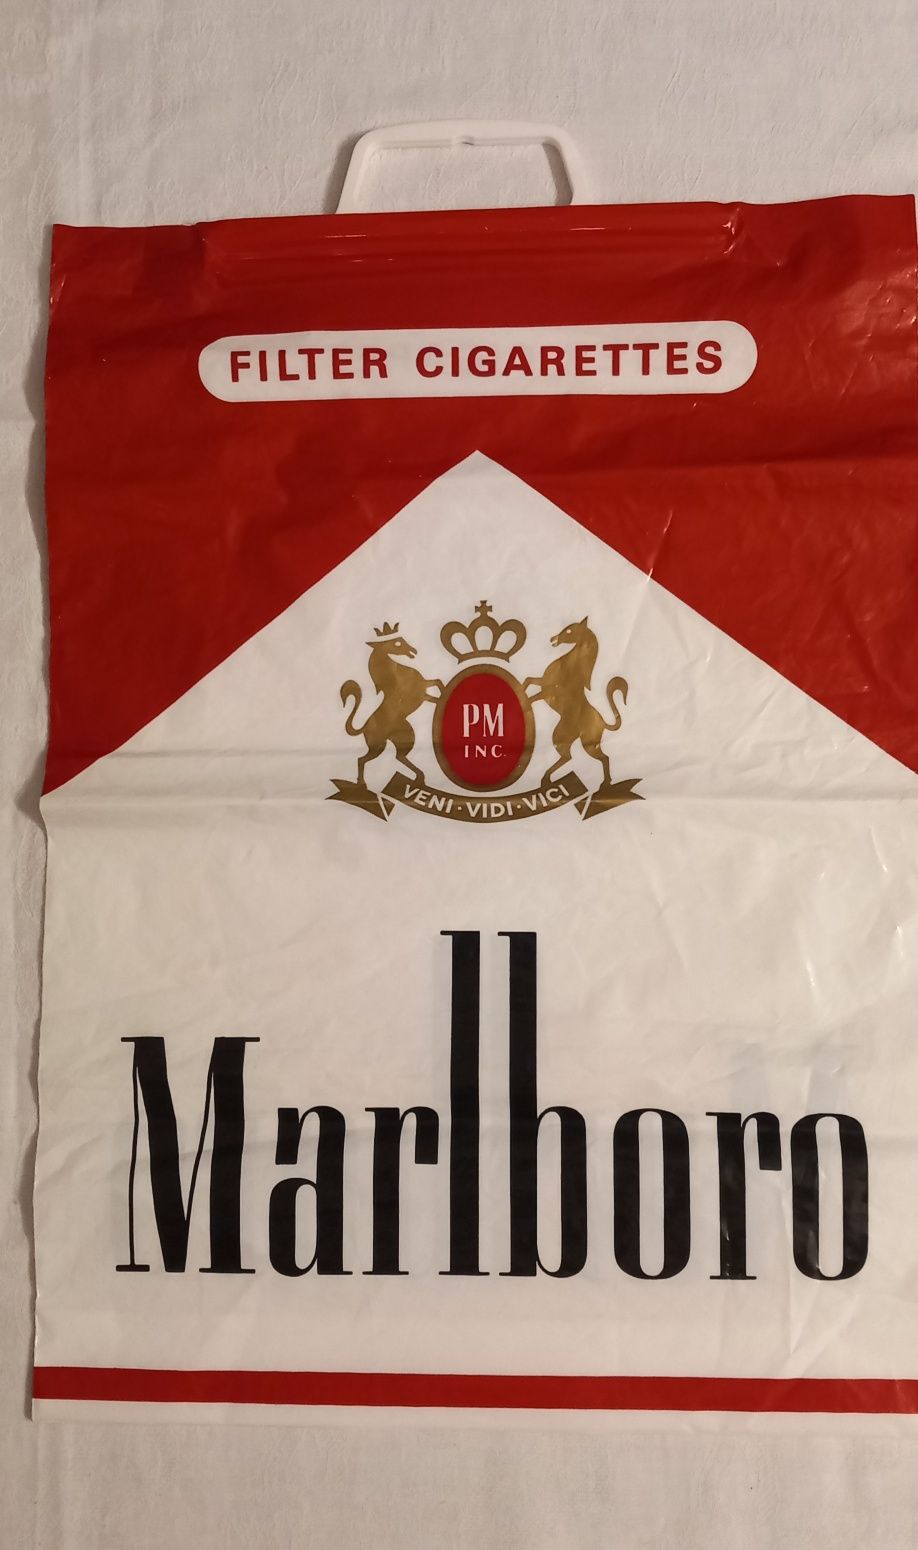 FILTER CIGARETTES
PM
INC.
VENI·VIDI·VICI
Marlboro